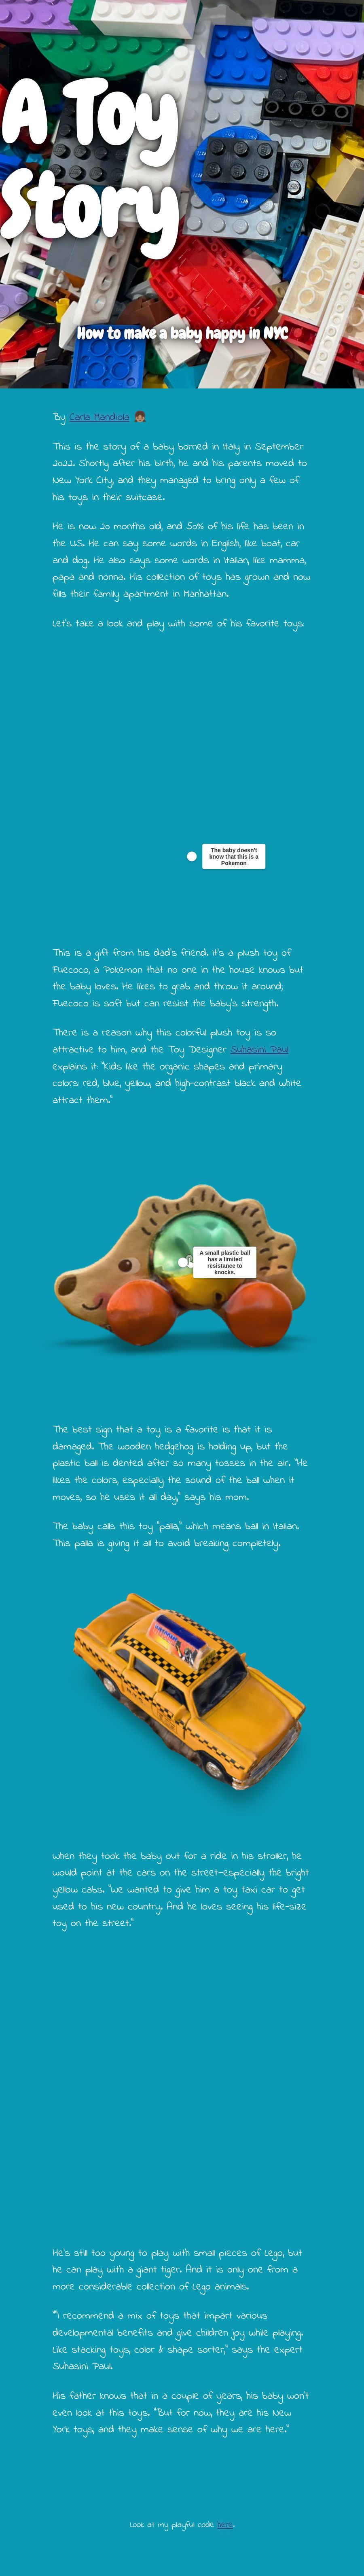 A Toy
Story
How to make a baby happy in NYC
By Carla Mandiola
This is the story of a baby borned in Italy in September
2022. Shortly after his birth, he and his parents moved to
New York City, and they managed to bring only a few of
his toys in their suitcase.
He is now 20 months old, and 50% of his life has been in
the U.S. He can say some words in English, like boat, car
and dog. He also says some words in Italian, like mamma,
papa and nonna. His collection of toys has grown and now
fills their family apartment in Manhattan.
Let's take a look and play with some of his favorite toys:
The baby doesn't
know that this is a
Pokemon
This is a gift from his dad's friend. It's a plush toy of
Fuecoco, a Pokemon that no one in the house knows but
the baby loves. He likes to grab and throw it around;
Fuecoco is soft but can resist the baby's strength.
There is a reason why this colorful plush toy is so
attractive to him, and the Toy Designer Suhasini Paul
explains it "Kids like the organic shapes and primary
colors: red, blue, yellow, and high-contrast black and white
attract them."
A small plastic ball
has a limited
resistance to
knocks.
The best sign that a toy is a favorite is that it is
damaged. The wooden hedgehog is holding up, but the
plastic ball is dented after so many tosses in the air. "He
likes the colors, especially the sound of the ball when it
moves, so he uses it all day," says his mom.
The baby calls this toy "palla," which means ball in Italian.
This palla is giving it all to avoid breaking completely.
When they took the baby out for a ride in his stroller, he
would point at the cars on the street—especially the bright
yellow cabs. "We wanted to give him a toy taxi car to get
used to his new country. And he loves seeing his life-size
toy on the street."
He's still too young to play with small pieces of Lego, but
he can play with a giant tiger. And it is only one from a
more considerable collection of Lego animals.
"I recommend a mix of toys that impart various
developmental benefits and give children joy while playing.
Like stacking toys, color & shape sorter," says the expert
Suhasini Paul.
His father knows that in a couple of years, his baby won't
even look at this toys. "But for now, they are his New
York toys, and they make sense of why we are here."
Look at my playful code here.